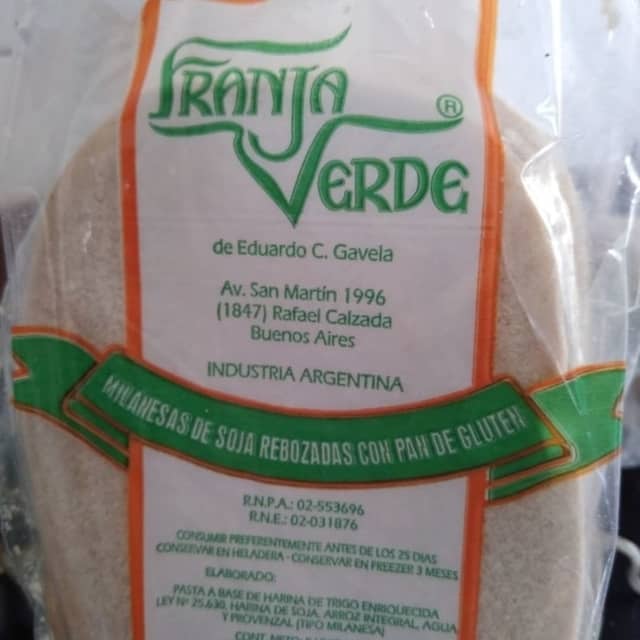 FRANJA
VERDE ®
de Eduardo C. Gavela
Av. San Martín 1996
(1847) Rafael Calzada
Buenos Aires
INDUSTRIA ARGENTINA
MILANESAS DE SOJA REBOZADAS CON PAN DE GLUTEN
R.N.P.A.: 02-553696
R.N.E.: 02-031876
CONSUMIR PREFERENTEMENTE ANTES DE LOS 25 DIAS
CONSERVAR EN HELADERA - CONSERVAR EN FREEZER 3 MESES
ELABORADO:
PASTA A BASE DE HARINA DE TRIGO ENRIQUECIDA
LEY Nº 25.630, HARINA DE SOJA, ARROZ INTEGRAL, AGUA
Y PROVENZAL (TIPO MILANESA)